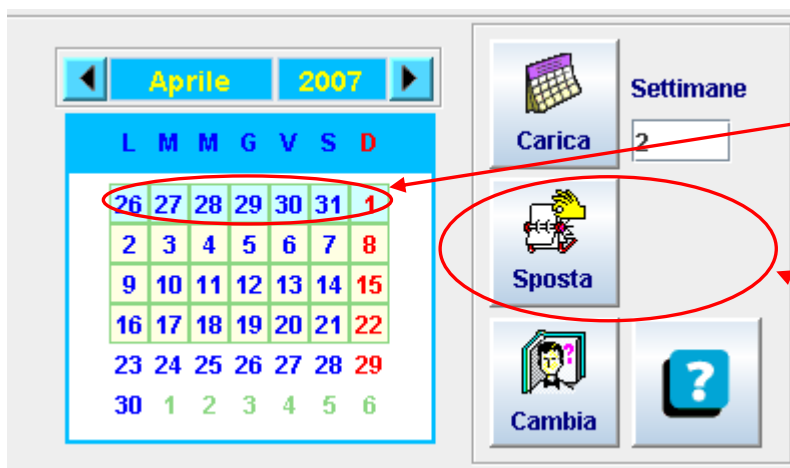 Aprile 2007
L M M G V S D
26 27 28 29 30 31 1
2 3 4 5 6 7 8
9 10 11 12 13 14 15
16 17 18 19 20 21 22
23 24 25 26 27 28 29
30 1 2 3 4 5 6
Carica
Settimane
2
Sposta
Cambia
?